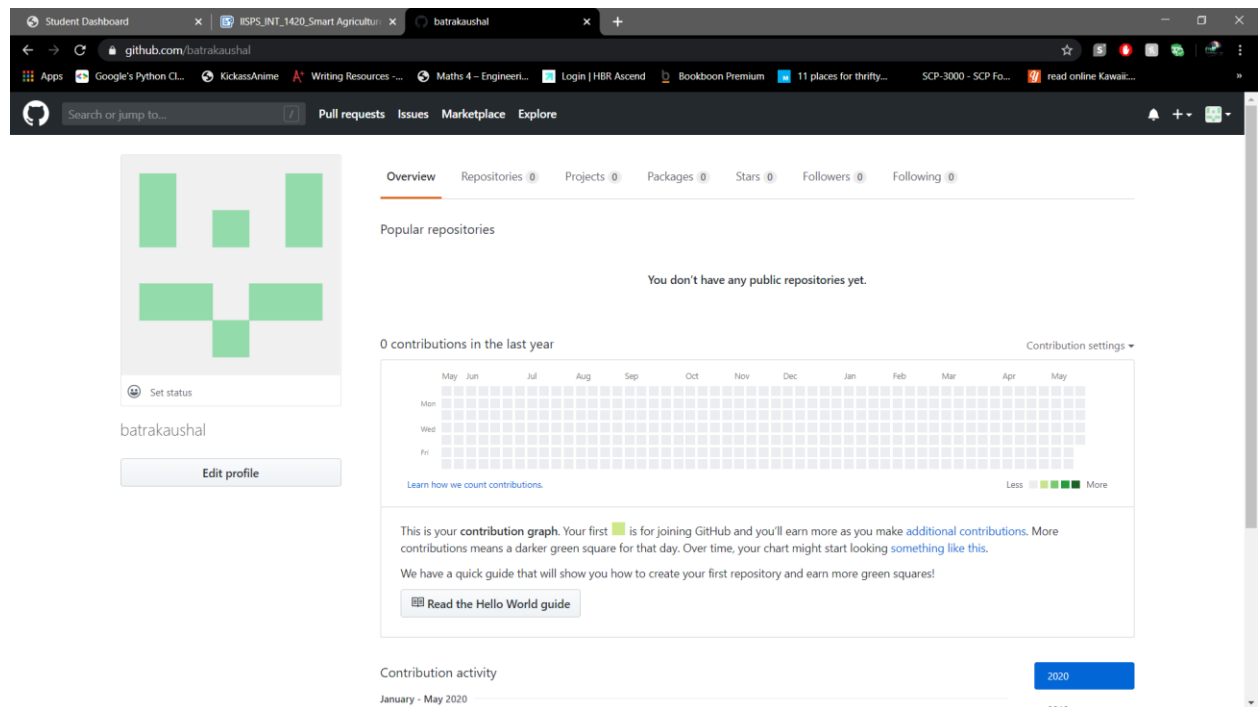 Student Dashboard
IISPS_INT_1420_Smart Agricultur
batrakaushal
github.com/batrakaushal
Apps
Google's Python Cl...
KickassAnime
Writing Resources -...
Maths 4 – Engineeri...
Login | HBR Ascend
Bookboon Premium
11 places for thrifty...
SCP-3000 - SCP Fo...
read online Kawaii:...
»
Search or jump to...
/
Pull requests
Issues
Marketplace
Explore
Overview
Repositories 0
Projects 0
Packages 0
Stars 0
Followers 0
Following 0
Popular repositories
You don't have any public repositories yet.
0 contributions in the last year
Contribution settings
May Jun Jul Aug Sep Oct Nov Dec Jan Feb Mar Apr May
Mon
Wed
Fri
Learn how we count contributions.
Less
More
Set status
batrakaushal
Edit profile
This is your contribution graph. Your first is for joining GitHub and you'll earn more as you make additional contributions. More
contributions means a darker green square for that day. Over time, your chart might start looking something like this.
We have a quick guide that will show you how to create your first repository and earn more green squares!
Read the Hello World guide
Contribution activity
2020
January - May 2020